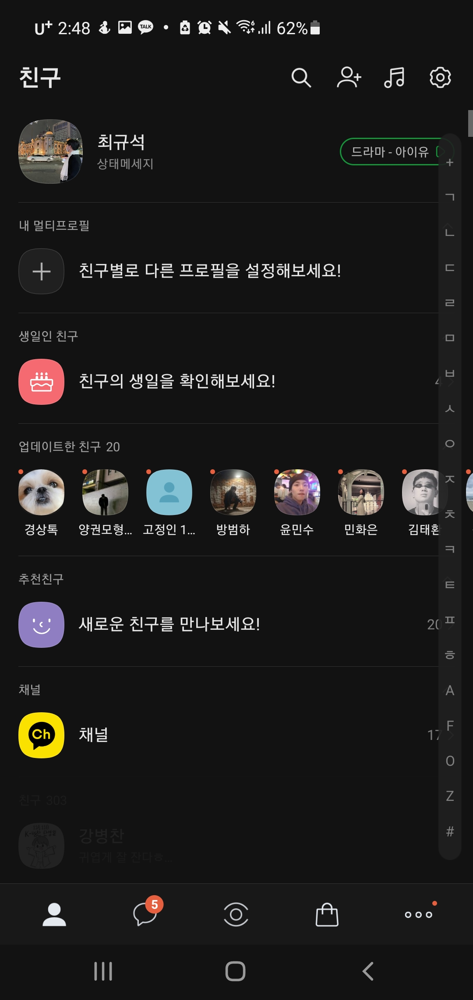 U+ 2:48 TALK 6 62%
친구
최규석
상태메세지
드라마 - 아이유
내 멀티프로필
친구별로 다른 프로필을 설정해보세요!
생일인 친구
친구의 생일을 확인해보세요!
4
업데이트한 친구 20
경상톡 양권모형... 고정인 1... 방범하 윤민수 민화은 김태환
추천친구
새로운 친구를 만나보세요!
20
채널
Ch 채널
17
친구 303
강병찬
귀엽게 잘 잔다ㅎ...
+
ㄱ
ㄴ
ㄷ
ㄹ
ㅁ
ㅂ
ㅅ
ㅇ
ㅈ
ㅊ
ㅋ
ㅌ
ㅍ
ㅎ
A
F
O
Z
#
5